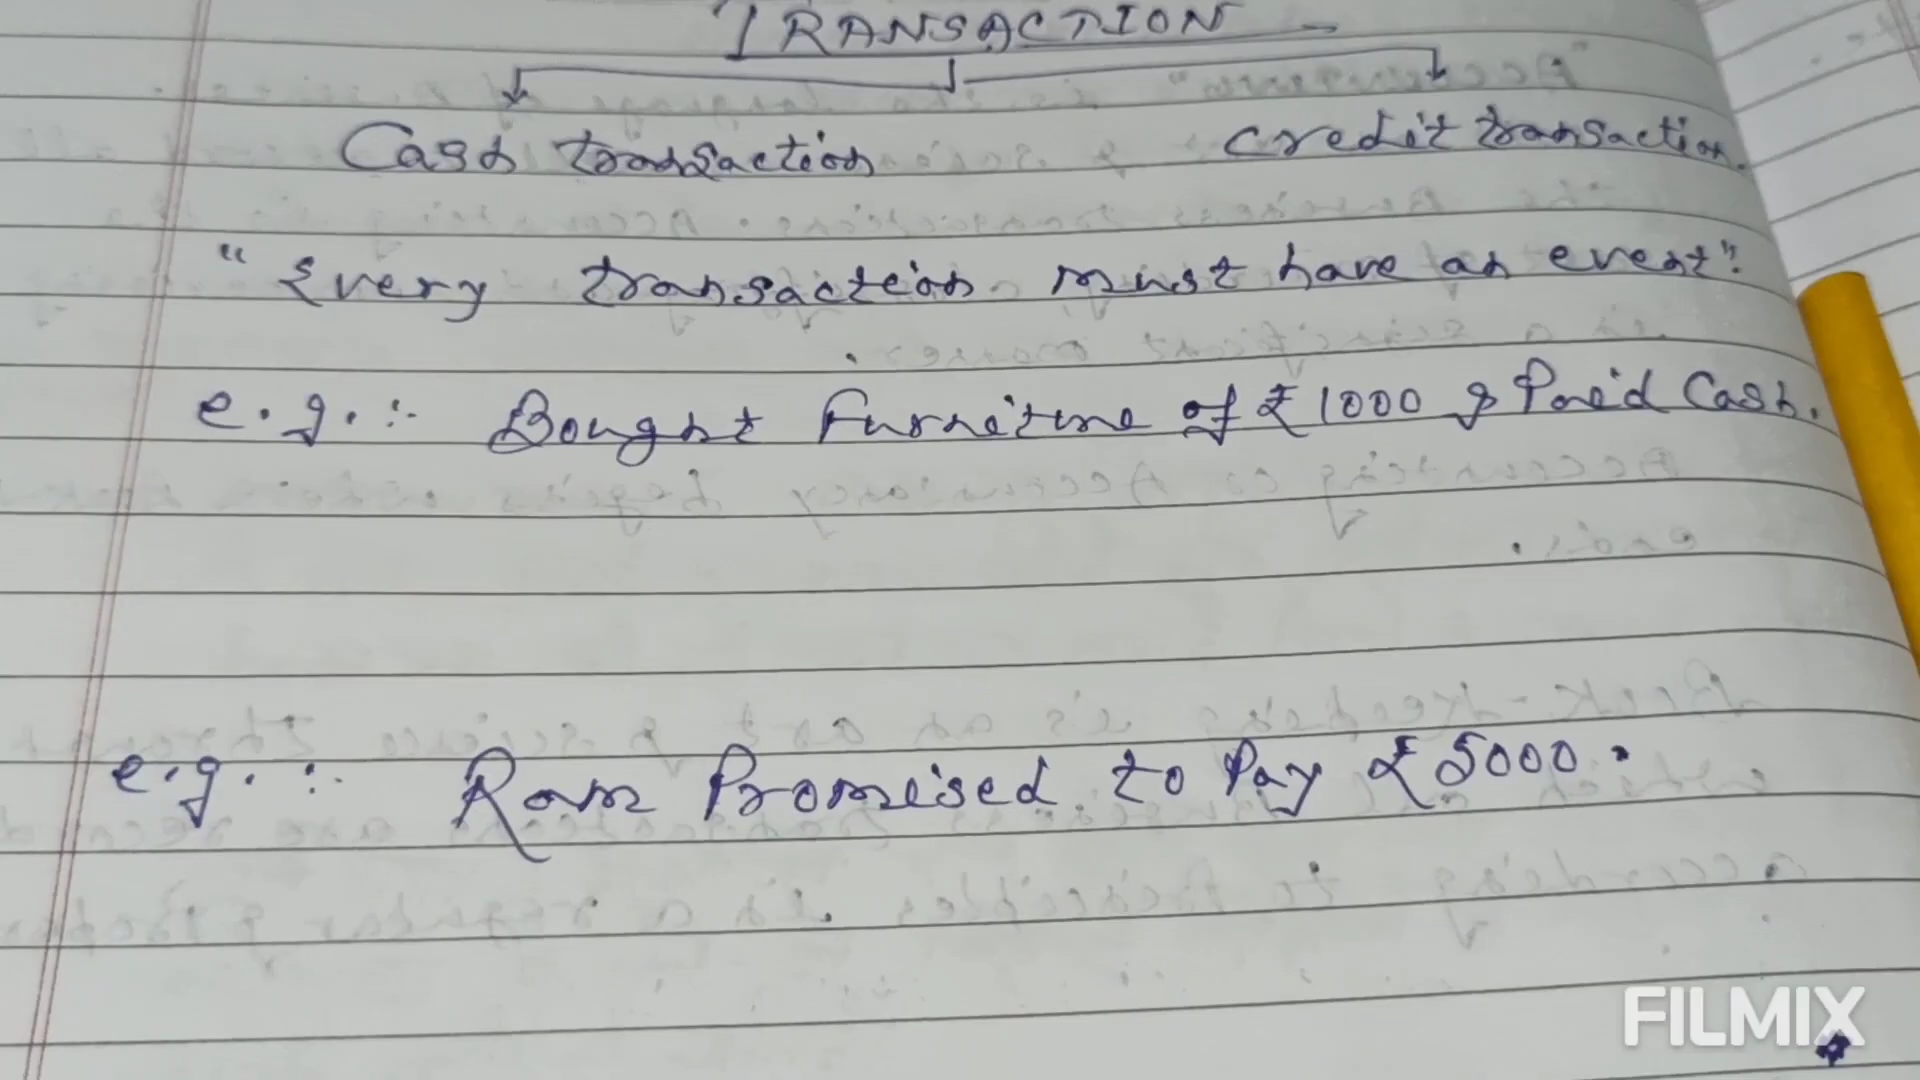 TRANSACTION
Cash transaction credit transaction.
"Every transaction must have an event".
e.g. :- Bought Furniture of ₹ 1000 & Paid Cash.
e.g. :- Ram Promised to Pay ₹ 5000.
FILMIX